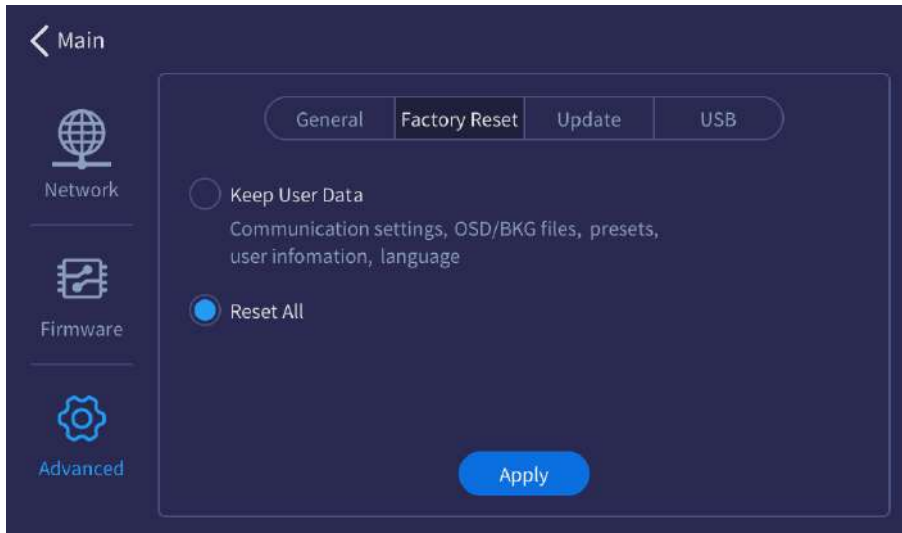 Main
Network
Firmware
Advanced
General Factory Reset Update USB
Keep User Data
Communication settings, OSD/BKG files, presets,
user infomation, language
Reset All
Apply